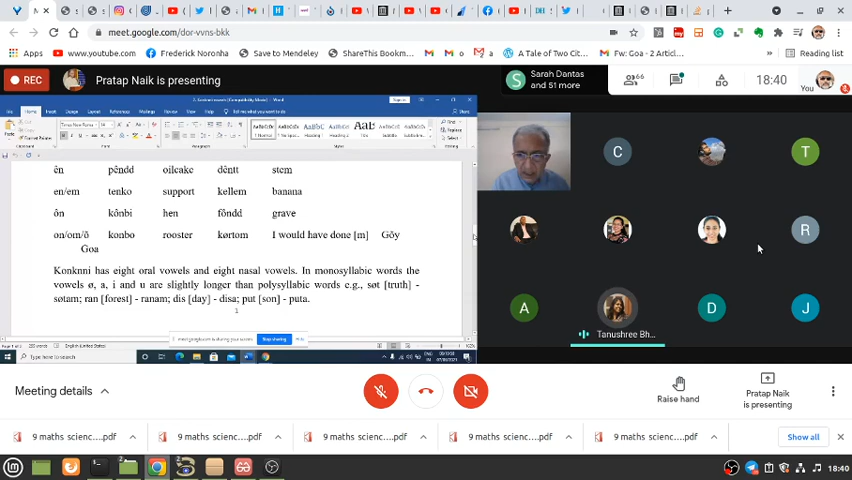 meet.google.com/dor-vvns-bkk
Apps
www.youtube.com
Frederick Noronha
Save to Mendeley
ShareThis Bookm...
A Tale of Two Cit...
Fw: Goa - 2 Articl...
Reading list
REC
Pratap Naik is presenting
Sarah Dantas
and 51 more
66
18:40
You
ên pêndd oilcake dêntt stem
en/em tenko support kellem banana
ôn kônbi hen fôndd grave
on/om/õ konbo rooster kørtom I would have done [m] Gõy
Goa
Konknni has eight oral vowels and eight nasal vowels. In monosyllabic words the
vowels ø, a, i and u are slightly longer than polysyllabic words e.g., søt [truth] -
søtam; ran [forest] - ranam; dis [day] - disa; put [son] - puta.
1
Stop sharing
Type here to search
C
T
R
A
D
J
Tanushree Bh...
Meeting details
Raise hand
Pratap Naik
is presenting
9 maths scienc....pdf
9 maths scienc....pdf
9 maths scienc....pdf
9 maths scienc....pdf
9 maths scienc....pdf
Show all
18:40